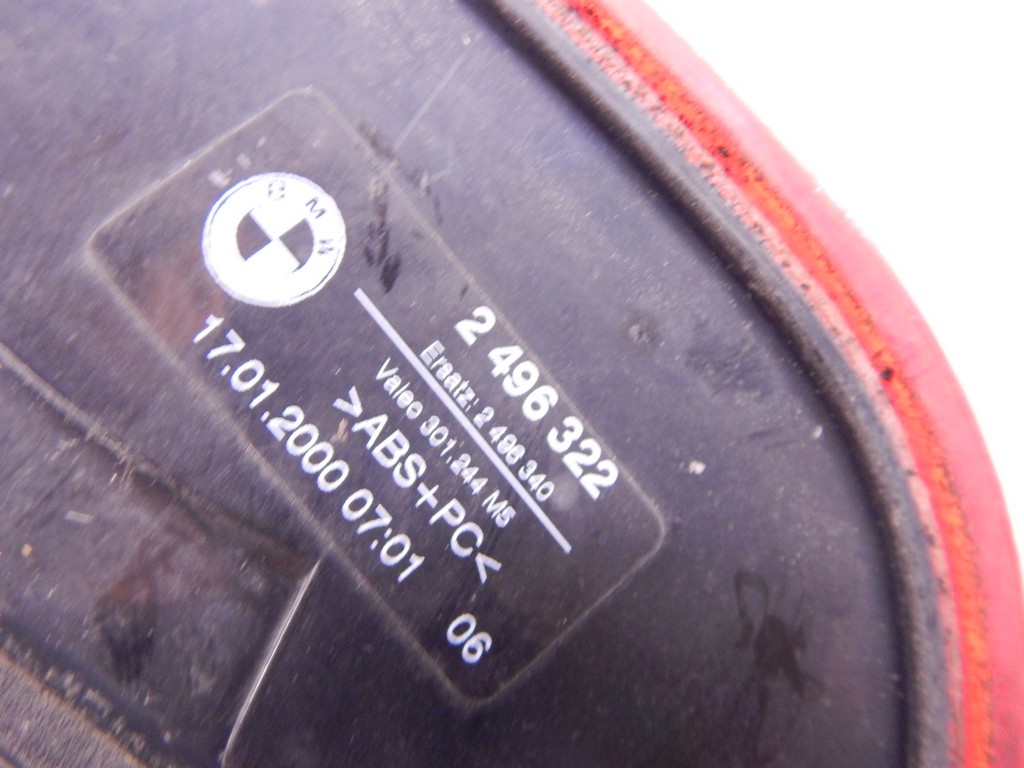 BMW
2 496 322
Ersatz: 2 496 340
Valeo 301.244 M5
>ABS+PC<
17.01.2000 07:01
06